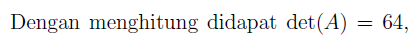 Dengan menghitung didapat det(A) = 64,